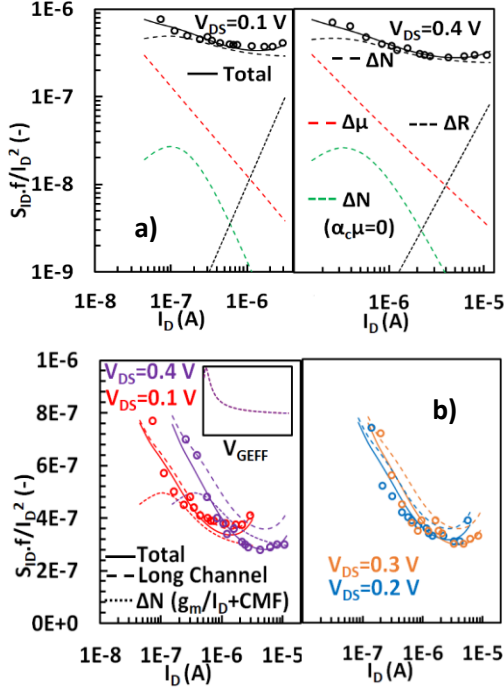 V_DS=0.1 V
Total
a)
V_DS=0.4 V
ΔN
Δμ
ΔR
ΔN
(α_cμ=0)
S_ID.f/I_D^2 (-)
1E-6
1E-7
1E-8
1E-9
1E-8 1E-7 1E-6 1E-6 1E-5
I_D (A) I_D (A)
V_DS=0.4 V
V_DS=0.1 V
V_GEFF
Total
Long Channel
ΔN (g_m/I_D+CMF)
b)
V_DS=0.3 V
V_DS=0.2 V
S_ID.f/I_D^2 (-)
1E-6
8E-7
6E-7
4E-7
2E-7
0E+0
1E-8 1E-7 1E-6 1E-5 1E-7 1E-6 1E-5
I_D (A) I_D (A)